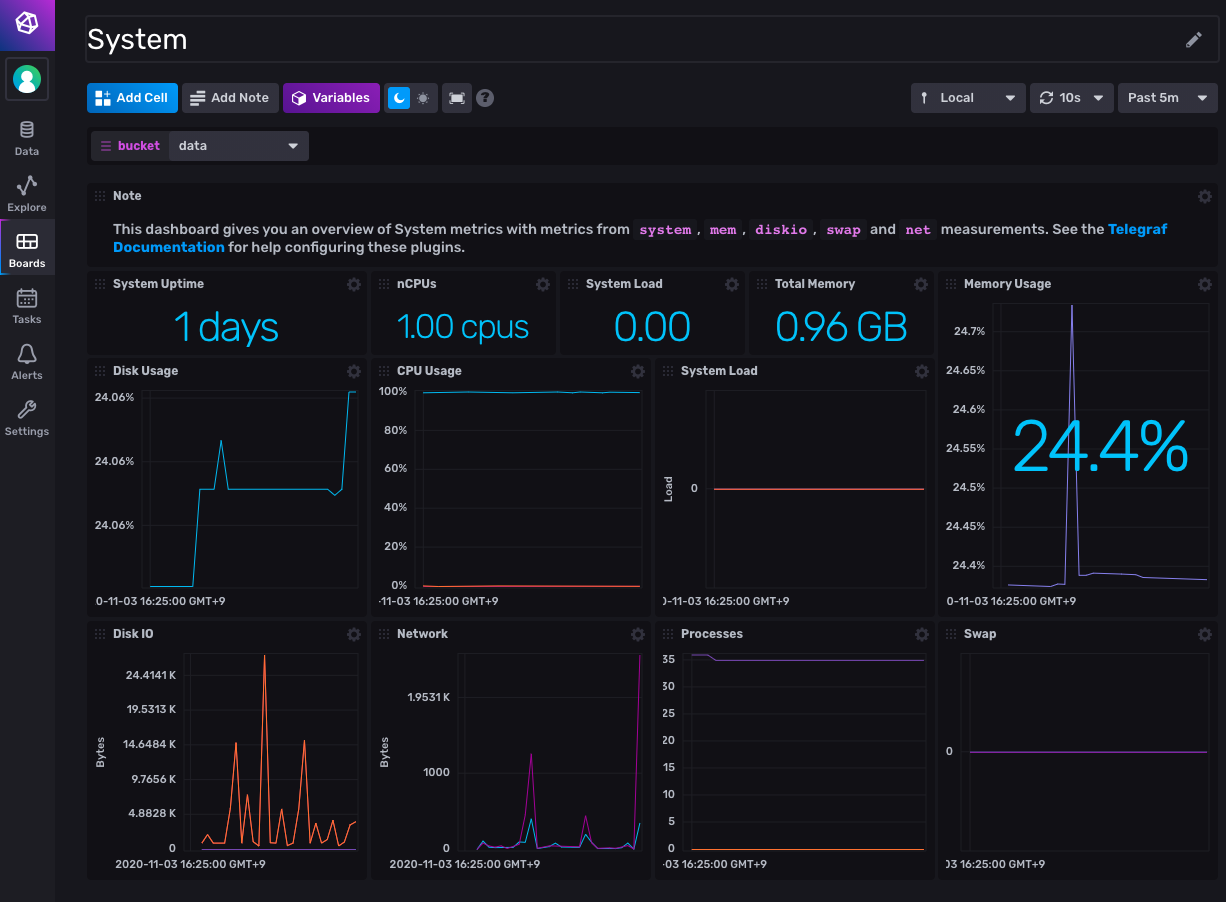 System
Add Cell
Add Note
Variables
?
Local
10s
Past 5m
bucket
data
Data
Explore
Boards
Tasks
Alerts
Settings
Note
This dashboard gives you an overview of System metrics with metrics from system, mem, diskio, swap and net measurements. See the Telegraf
Documentation for help configuring these plugins.
System Uptime
1 days
nCPUs
1.00 cpus
System Load
0.00
Total Memory
0.96 GB
Memory Usage
24.7%
24.65%
24.6%
24.55%
24.5%
24.45%
24.4%
24.4%
0-11-03 16:25:00 GMT+9
Disk Usage
24.06%
24.06%
24.06%
0-11-03 16:25:00 GMT+9
CPU Usage
100%
80%
60%
40%
20%
0%
-11-03 16:25:00 GMT+9
System Load
Load
0
0-11-03 16:25:00 GMT+9
Disk IO
Bytes
24.4141 K
19.5313 K
14.6484 K
9.7656 K
4.8828 K
0
2020-11-03 16:25:00 GMT+9
Network
Bytes
1.9531 K
1000
0
2020-11-03 16:25:00 GMT+9
Processes
35
30
25
20
15
10
5
0
-03 16:25:00 GMT+9
Swap
0
03 16:25:00 GMT+9